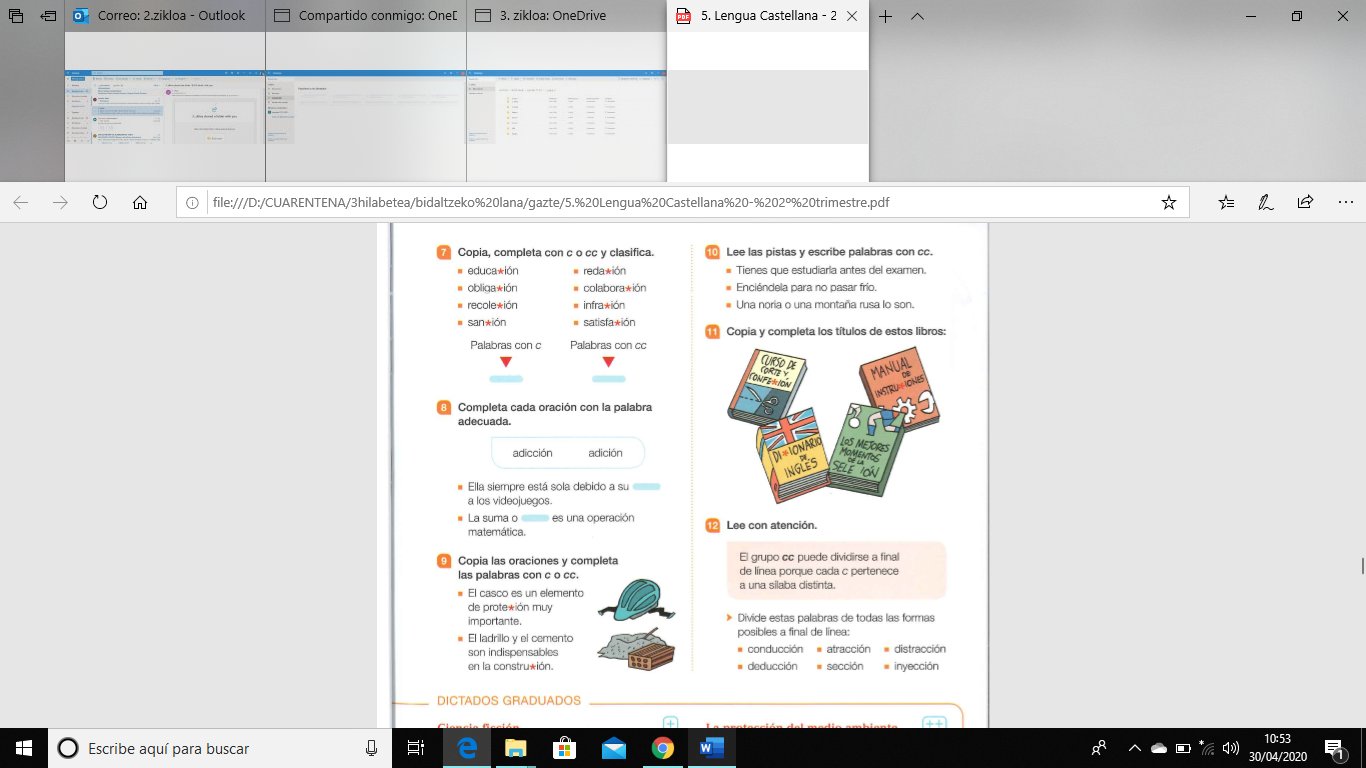 Correo: 2.zikloa - Outlook
Compartido conmigo: OneD
3. zikloa: OneDrive
5. Lengua Castellana - 2
file:///D:/CUARENTENA/3hilabetea/bidaltzeko%20lana/gazte/5.%20Lengua%20Castellana%20-%202º%20trimestre.pdf
7 Copia, completa con c o cc y clasifica.
educa*ión
reda*ión
obliga*ión
colabora*ión
recole*ión
infra*ión
san*ión
satisfa*ión
Palabras con c
Palabras con cc
8 Completa cada oración con la palabra
adecuada.
adicción
adición
Ella siempre está sola debido a su
a los videojuegos.
La suma o es una operación
matemática.
9 Copia las oraciones y completa
las palabras con c o cc.
El casco es un elemento
de prote*ión muy
importante.
El ladrillo y el cemento
son indispensables
en la constru*ión.
10 Lee las pistas y escribe palabras con cc.
Tienes que estudiarla antes del examen.
Enciéndela para no pasar frío.
Una noria o una montaña rusa lo son.
11 Copia y completa los títulos de estos libros:
CURSO DE
CORTE Y
CONFE*IÓN
MANUAL
DE
INSTRU*IONES
DI*IONARIO
DE
INGLÉS
LOS MEJORES
MOMENTOS
DE LA
SELE IÓN
12 Lee con atención.
El grupo cc puede dividirse a final
de línea porque cada c pertenece
a una sílaba distinta.
Divide estas palabras de todas las formas
posibles a final de línea:
conducción
atracción
distracción
deducción
sección
inyección
DICTADOS GRADUADOS
Ciencia ficción
+
La protección del medio ambiente
++
Escribe aquí para buscar
10:53
30/04/2020
1